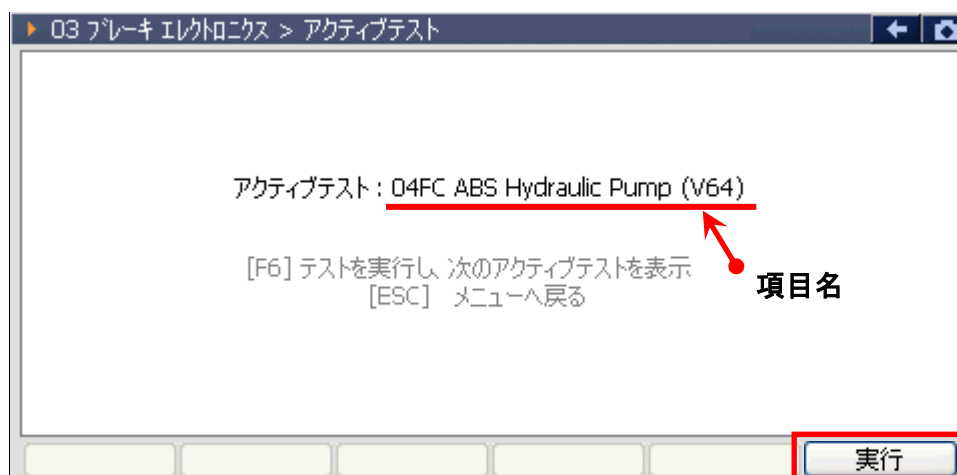 03 ﾌﾞﾚｰｷ ｴﾚｸﾄﾛﾆｸｽ > アクティブテスト
アクティブテスト : 04FC ABS Hydraulic Pump (V64)
[F6] テストを実行し、次のアクティブテストを表示
[ESC] メニューへ戻る
項目名
実行